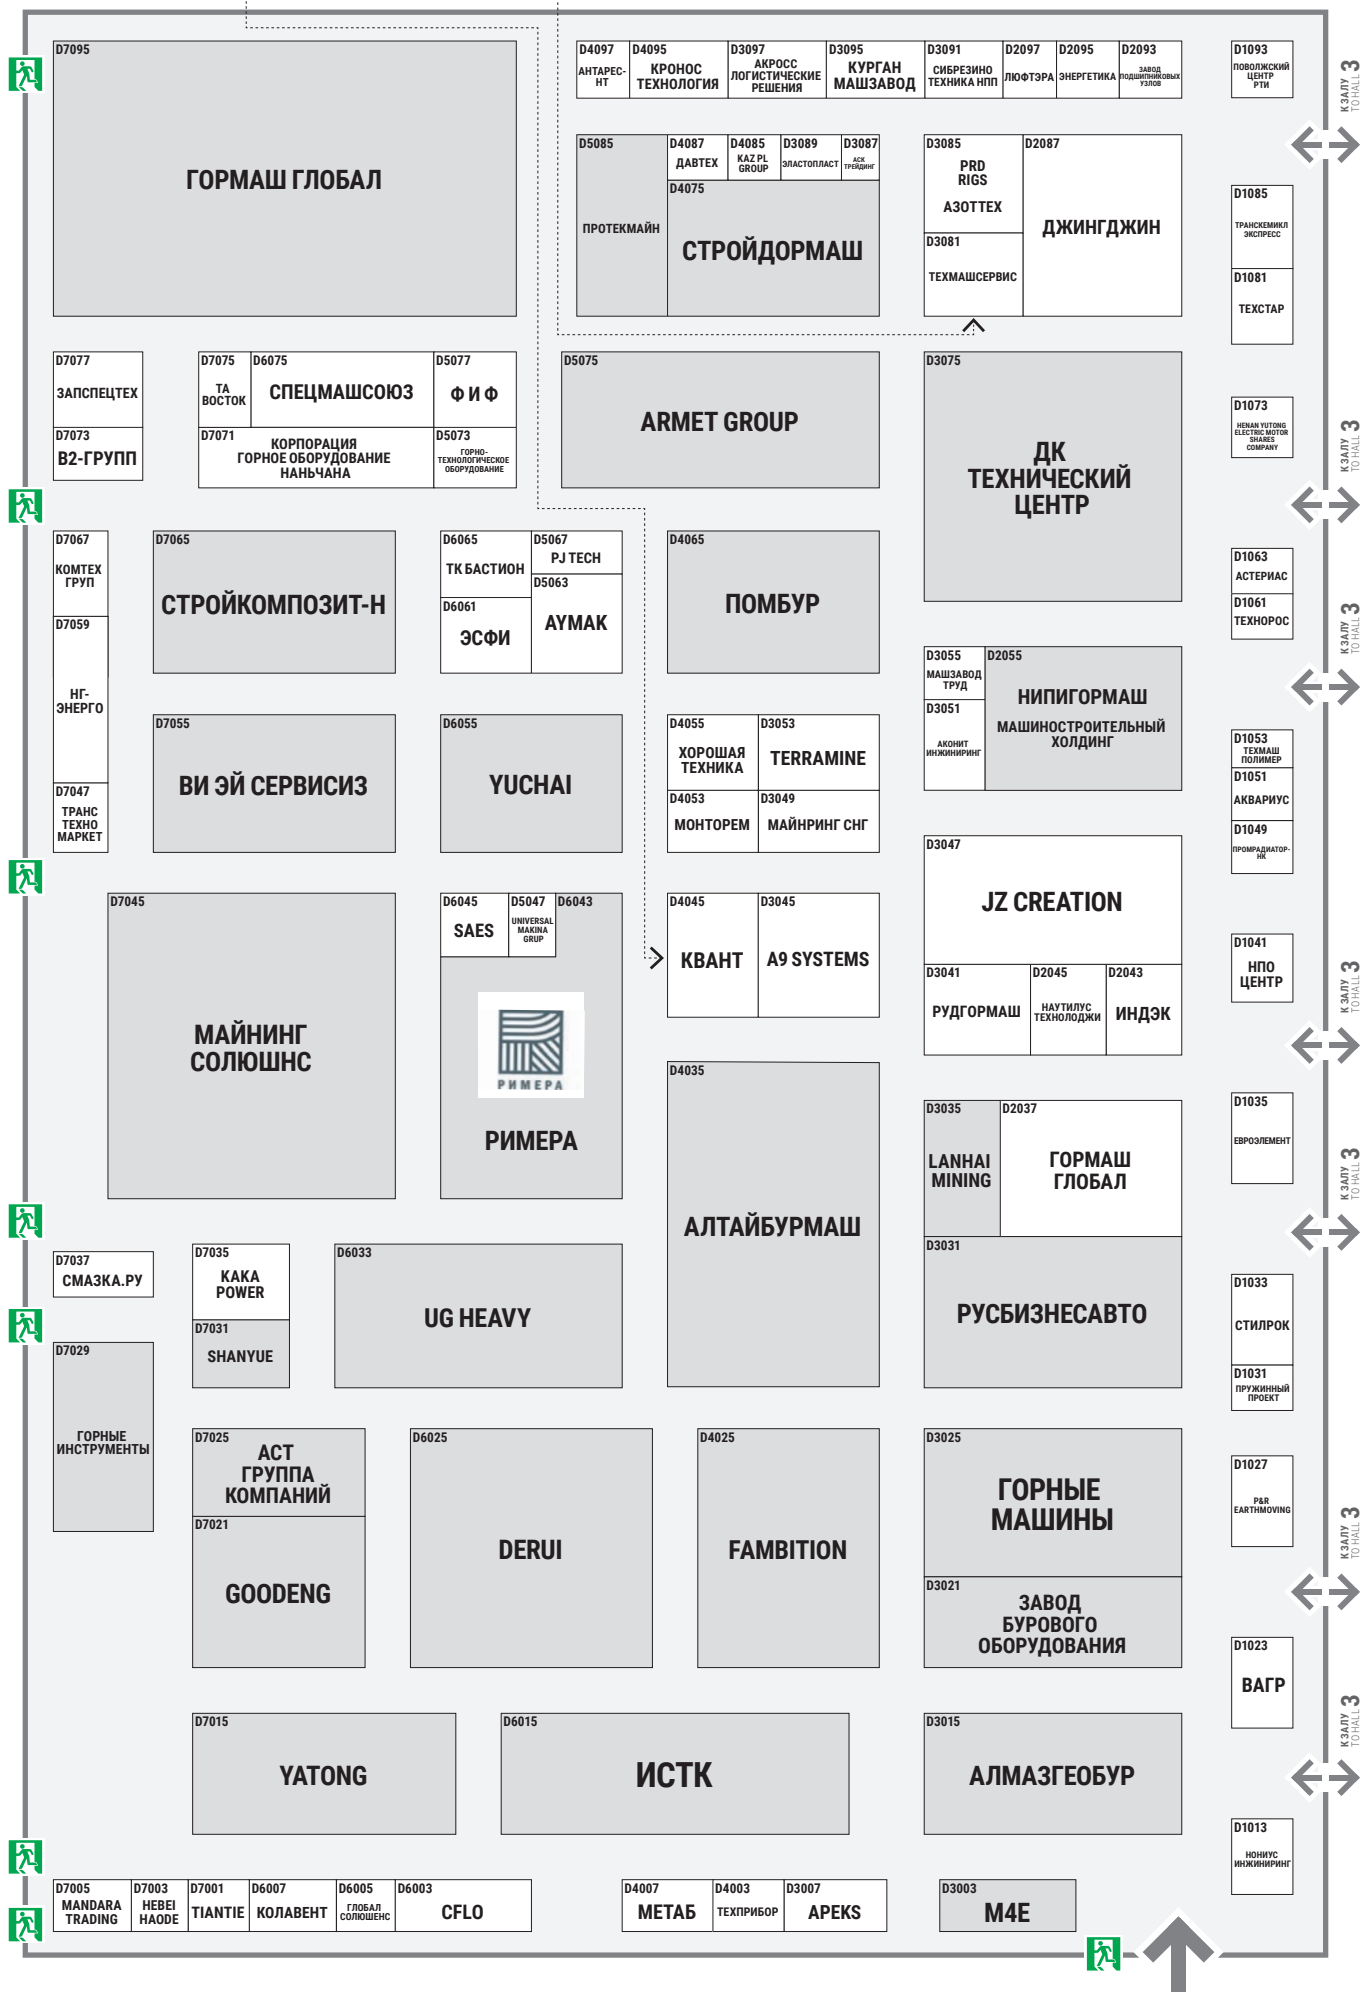 D7095
ГОРМАШ ГЛОБАЛ
D4097
АНТАРЕС-
НТ
D4095
КРОНОС
ТЕХНОЛОГИЯ
D3097
АКРОСС
ЛОГИСТИЧЕСКИЕ
РЕШЕНИЯ
D3095
КУРГАН
МАШЗАВОД
D3091
СИБРЕЗИНО
ТЕХНИКА НПП
D2097
ЛЮФТЭРА
D2095
ЭНЕРГЕТИКА
D2093
ЗАВОД
ПОДШИПНИКОВЫХ
УЗЛОВ
D1093
ПОВОЛЖСКИЙ
ЦЕНТР
РТИ
К ЗАЛУ 3
TO HALL 3
D5085
ПРОТЕКМАЙН
D4087
ДАВТЕХ
D4085
KAZ PL
GROUP
D3089
ЭЛАСТОПЛАСТ
D3087
АСК
ТРЕЙДИНГ
D4075
СТРОЙДОРМАШ
D3085
PRD
RIGS
АЗОТТЕХ
D2087
ДЖИНГДЖИН
D3081
ТЕХМАШСЕРВИС
D1085
ТРАНСКЕМИКЛ
ЭКСПРЕСС
D1081
ТЕХСТАР
D7077
ЗАПСПЕЦТЕХ
D7073
В2-ГРУПП
D7075
ТА
ВОСТОК
D6075
СПЕЦМАШСОЮЗ
D5077
Ф И Ф
D7071
КОРПОРАЦИЯ
ГОРНОЕ ОБОРУДОВАНИЕ
НАНЬЧАНА
D5073
ГОРНО-
ТЕХНОЛОГИЧЕСКОЕ
ОБОРУДОВАНИЕ
D5075
ARMET GROUP
D3075
ДК
ТЕХНИЧЕСКИЙ
ЦЕНТР
D1073
HENAN YUTONG
ELECTRIC MOTOR
SHARES
COMPANY
К ЗАЛУ 3
TO HALL 3
D7067
КОМТЕХ
ГРУП
D7065
СТРОЙКОМПОЗИТ-Н
D6065
ТК БАСТИОН
D5067
PJ TECH
D5063
AYMAK
D6061
ЭСФИ
D4065
ПОМБУР
D1063
АСТЕРИАС
D1061
ТЕХНОРОС
К ЗАЛУ 3
TO HALL 3
D7059
НГ-
ЭНЕРГО
D3055
МАШЗАВОД
ТРУД
D2055
НИПИГОРМАШ
МАШИНОСТРОИТЕЛЬНЫЙ
ХОЛДИНГ
D3051
АКОНИТ
ИНЖИНИРИНГ
D7055
ВИ ЭЙ СЕРВИСИЗ
D6055
YUCHAI
D4055
ХОРОШАЯ
ТЕХНИКА
D3053
TERRAMINE
D4053
МОНТОРЕМ
D3049
МАЙНРИНГ СНГ
D1053
ТЕХМАШ
ПОЛИМЕР
D1051
АКВАРИУС
D1049
ПРОМРАДИАТОР-
НК
D7047
ТРАНС
ТЕХНО
МАРКЕТ
D3047
JZ CREATION
D7045
МАЙНИНГ
СОЛЮШНС
D6045
SAES
D5047
UNIVERSAL
MAKINA
GRUP
D6043
РИМЕРА
РИМЕРА
D4045
КВАНТ
D3045
A9 SYSTEMS
D3041
РУДГОРМАШ
D2045
НАУТИЛУС
ТЕХНОЛОДЖИ
D2043
ИНДЭК
D1041
НПО
ЦЕНТР
К ЗАЛУ 3
TO HALL 3
D4035
АЛТАЙБУРМАШ
D3035
LANHAI
MINING
D2037
ГОРМАШ
ГЛОБАЛ
D1035
ЕВРОЭЛЕМЕНТ
К ЗАЛУ 3
TO HALL 3
D7037
СМАЗКА.РУ
D7035
KAKA
POWER
D7031
SHANYUE
D6033
UG HEAVY
D3031
РУСБИЗНЕСАВТО
D1033
СТИЛРОК
D1031
ПРУЖИННЫЙ
ПРОЕКТ
D7029
ГОРНЫЕ
ИНСТРУМЕНТЫ
D7025
АСТ
ГРУППА
КОМПАНИЙ
D7021
GOODENG
D6025
DERUI
D4025
FAMBITION
D3025
ГОРНЫЕ
МАШИНЫ
D3021
ЗАВОД
БУРОВОГО
ОБОРУДОВАНИЯ
D1027
P&R
EARTHMOVING
К ЗАЛУ 3
TO HALL 3
D1023
ВАГР
D7015
YATONG
D6015
ИСТК
D3015
АЛМАЗГЕОБУР
К ЗАЛУ 3
TO HALL 3
D1013
НОНИУС
ИНЖИНИРИНГ
D7005
MANDARA
TRADING
D7003
HEBEI
HAODE
D7001
TIANTIE
D6007
КОЛАВЕНТ
D6005
ГЛОБАЛ
СОЛЮШЕНС
D6003
CFLO
D4007
МЕТАБ
D4003
ТЕХПРИБОР
D3007
APEKS
D3003
M4E